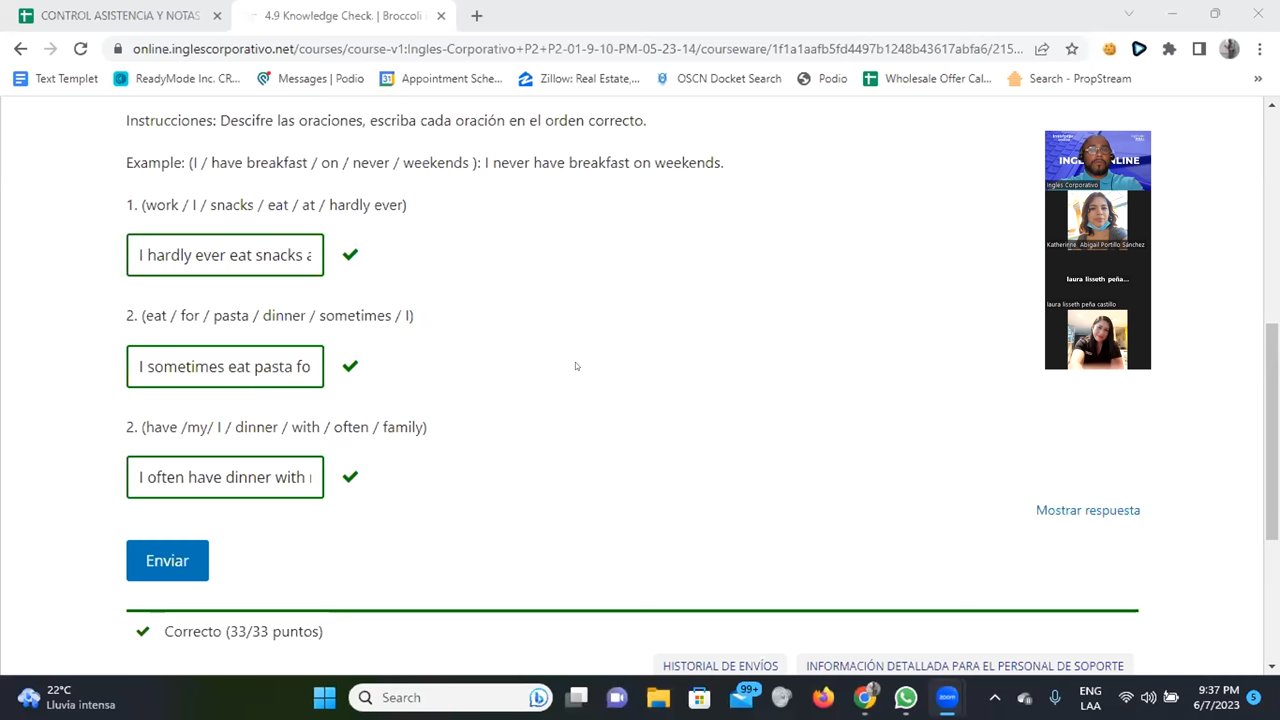 CONTROL ASISTENCIA Y NOTAS
4.9 Knowledge Check. | Broccoli
online.inglescorporativo.net/courses/course-v1:Ingles-Corporativo+P2+P2-01-9-10-PM-05-23-14/courseware/1f1a1aafb5fd4497b1248b43617abfa6/215...
Text Templet
ReadyMode Inc. CR...
Messages | Podio
Appointment Sche...
Zillow: Real Estate,...
OSCN Docket Search
Podio
Wholesale Offer Cal...
Search - PropStream
»
Instrucciones: Descifre las oraciones, escriba cada oración en el orden correcto.
Example: (I / have breakfast / on / never / weekends ): I never have breakfast on weekends.
1. (work / I / snacks / eat / at / hardly ever)
I hardly ever eat snacks a
2. (eat / for / pasta / dinner / sometimes / I)
I sometimes eat pasta fo
2. (have /my/ I / dinner / with / often / family)
I often have dinner with
Mostrar respuesta
Enviar
Correcto (33/33 puntos)
HISTORIAL DE ENVÍOS
INFORMACIÓN DETALLADA PARA EL PERSONAL DE SOPORTE
Inglés Corporativo
Katherinne Abigail Portillo Sánchez
laura lisseth peña...
laura lisseth peña castillo
22°C
Lluvia intensa
Search
99+
zoom
ENG
LAA
9:37 PM
6/7/2023
5